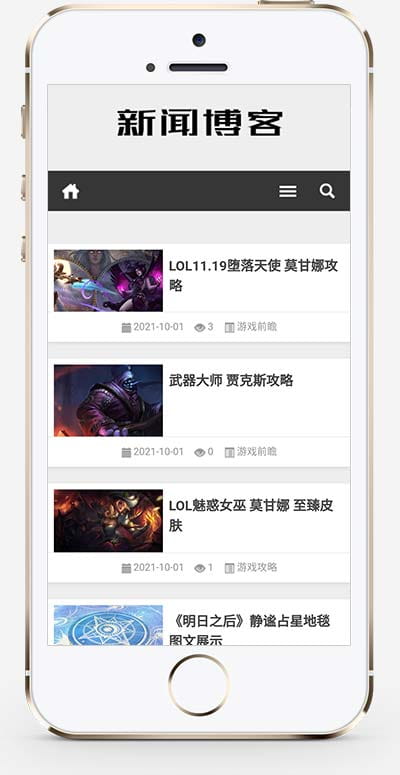 新闻博客
LOL11.19堕落天使 莫甘娜攻
略
2021-10-01 3 游戏前瞻
武器大师 贾克斯攻略
2021-10-01 0 游戏前瞻
LOL魅惑女巫 莫甘娜 至臻皮
肤
2021-10-01 1 游戏攻略
《明日之后》静谧占星地毯
图文展示